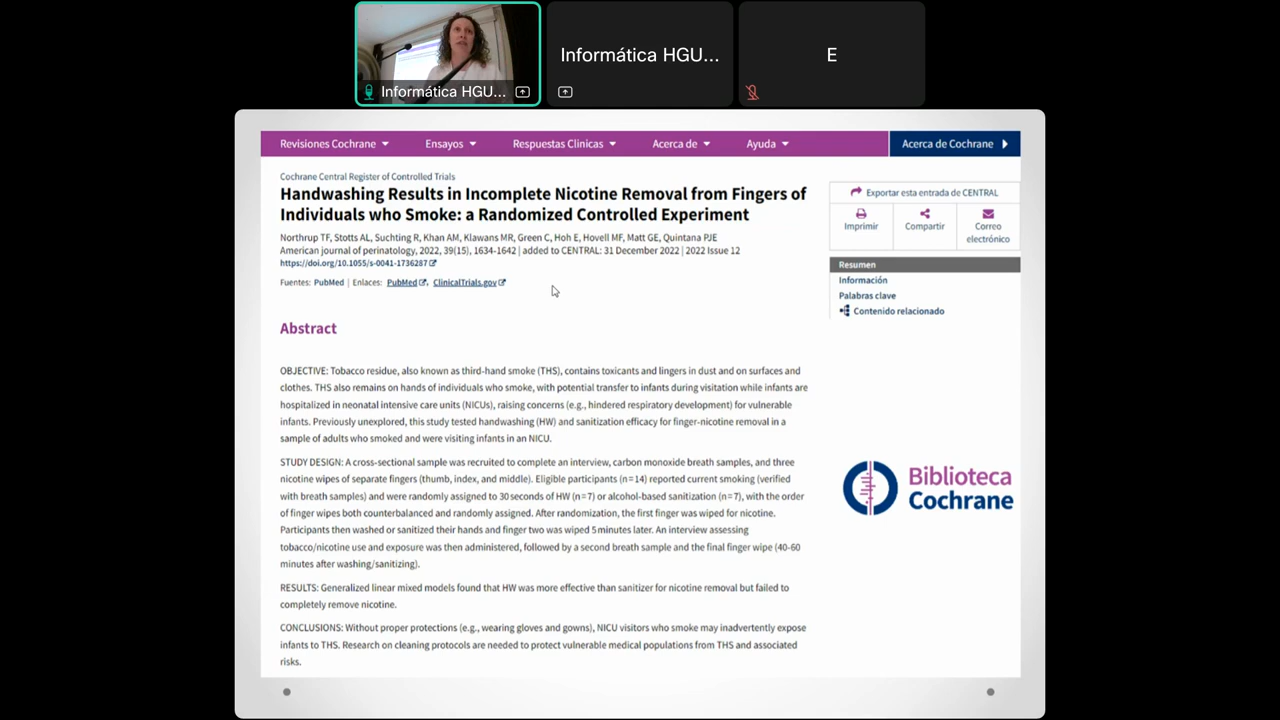 Informática HGU...
Informática HGU...
E
Revisiones Cochrane
Ensayos
Respuestas Clinicas
Acerca de
Ayuda
Acerca de Cochrane
Cochrane Central Register of Controlled Trials
Handwashing Results in Incomplete Nicotine Removal from Fingers of
Individuals who Smoke: a Randomized Controlled Experiment
Northrup TF, Stotts AL, Suchting R, Khan AM, Klawans MR, Green C, Hoh E, Hovell MF, Matt GE, Quintana PJE
American journal of perinatology, 2022, 39(15), 1634-1642 | added to CENTRAL: 31 December 2022 | 2022 Issue 12
https://doi.org/10.1055/s-0041-1736287
Fuentes: PubMed | Enlaces: PubMed, ClinicalTrials.gov
Exportar esta entrada de CENTRAL
Imprimir
Compartir
Correo
electrónico
Resumen
Información
Palabras clave
Contenido relacionado
Abstract
OBJECTIVE: Tobacco residue, also known as third-hand smoke (THS), contains toxicants and lingers in dust and on surfaces and
clothes. THS also remains on hands of individuals who smoke, with potential transfer to infants during visitation while infants are
hospitalized in neonatal intensive care units (NICUs), raising concerns (e.g., hindered respiratory development) for vulnerable
infants. Previously unexplored, this study tested handwashing (HW) and sanitization efficacy for finger-nicotine removal in a
sample of adults who smoked and were visiting infants in an NICU.
STUDY DESIGN: A cross-sectional sample was recruited to complete an interview, carbon monoxide breath samples, and three
nicotine wipes of separate fingers (thumb, index, and middle). Eligible participants (n=14) reported current smoking (verified
with breath samples) and were randomly assigned to 30 seconds of HW (n=7) or alcohol-based sanitization (n=7), with the order
of finger wipes both counterbalanced and randomly assigned. After randomization, the first finger was wiped for nicotine.
Participants then washed or sanitized their hands and finger two was wiped 5 minutes later. An interview assessing
tobacco/nicotine use and exposure was then administered, followed by a second breath sample and the final finger wipe (40-60
minutes after washing/sanitizing).
RESULTS: Generalized linear mixed models found that HW was more effective than sanitizer for nicotine removal but failed to
completely remove nicotine.
CONCLUSIONS: Without proper protections (e.g., wearing gloves and gowns), NICU visitors who smoke may inadvertently expose
infants to THS. Research on cleaning protocols are needed to protect vulnerable medical populations from THS and associated
risks.
Biblioteca
Cochrane